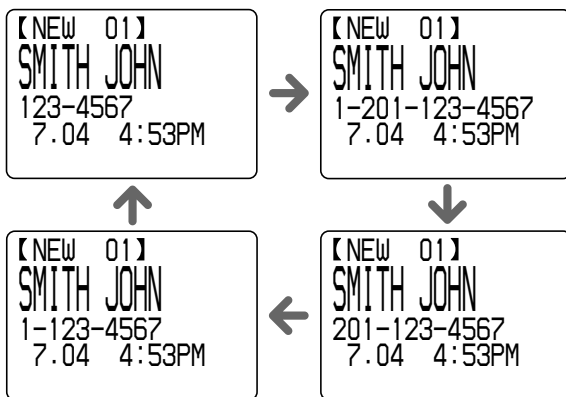 【NEW 01】
SMITH JOHN
123-4567
7.04 4:53PM
【NEW 01】
SMITH JOHN
1-201-123-4567
7.04 4:53PM
【NEW 01】
SMITH JOHN
1-123-4567
7.04 4:53PM
【NEW 01】
SMITH JOHN
201-123-4567
7.04 4:53PM